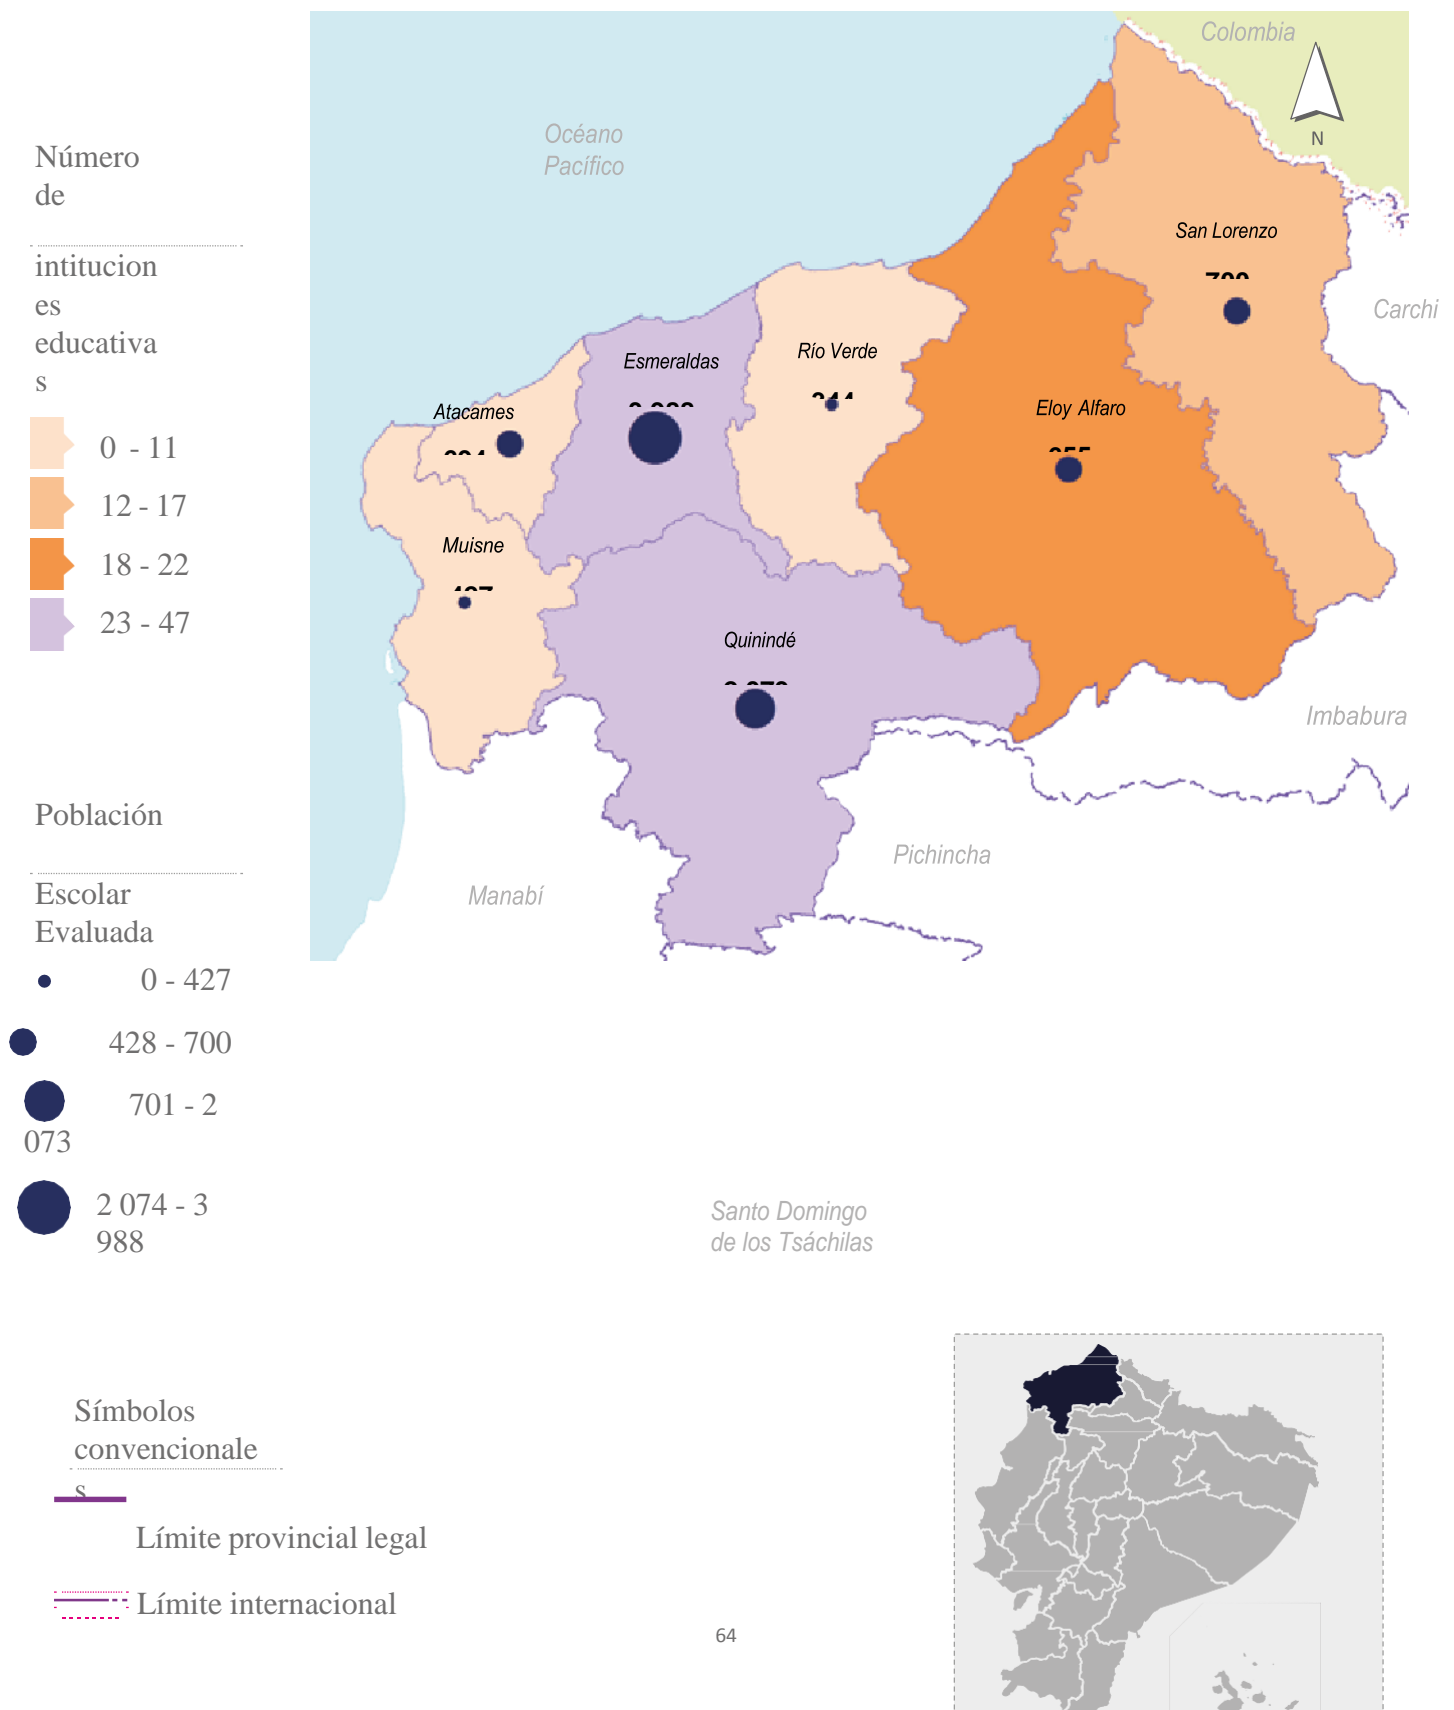 Colombia
N
Océano
Pacífico
Número
de
intitucion
es
educativa
s
0 - 11
12 - 17
18 - 22
23 - 47
San Lorenzo
Carchi
Río Verde
Esmeraldas
Eloy Alfaro
Atacames
Muisne
Quinindé
Imbabura
Pichincha
Manabí
Población
Escolar
Evaluada
0 - 427
428 - 700
701 - 2
073
2 074 - 3
988
Santo Domingo
de los Tsáchilas
Símbolos
convencionale
s
Límite provincial legal
Límite internacional
64